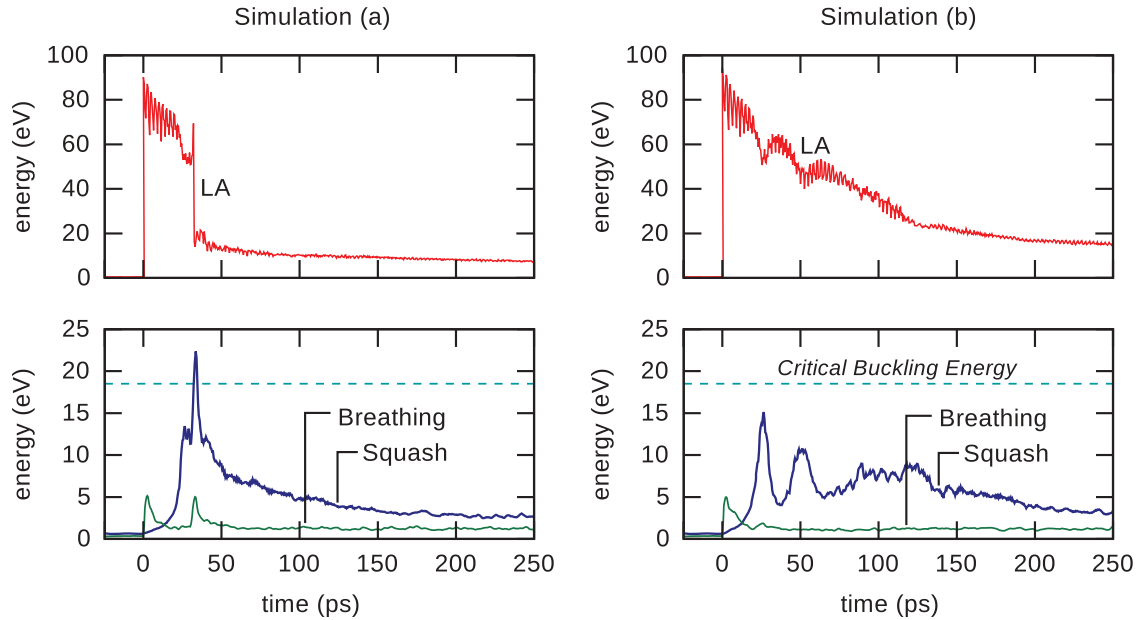 Simulation (a)
Simulation (b)
100
80
60
40
20
0
energy (eV)
LA
100
80
60
40
20
0
energy (eV)
LA
25
20
15
10
5
0
energy (eV)
Breathing
Squash
0
50
100
150
200
250
time (ps)
25
20
15
10
5
0
energy (eV)
Critical Buckling Energy
Breathing
Squash
0
50
100
150
200
250
time (ps)